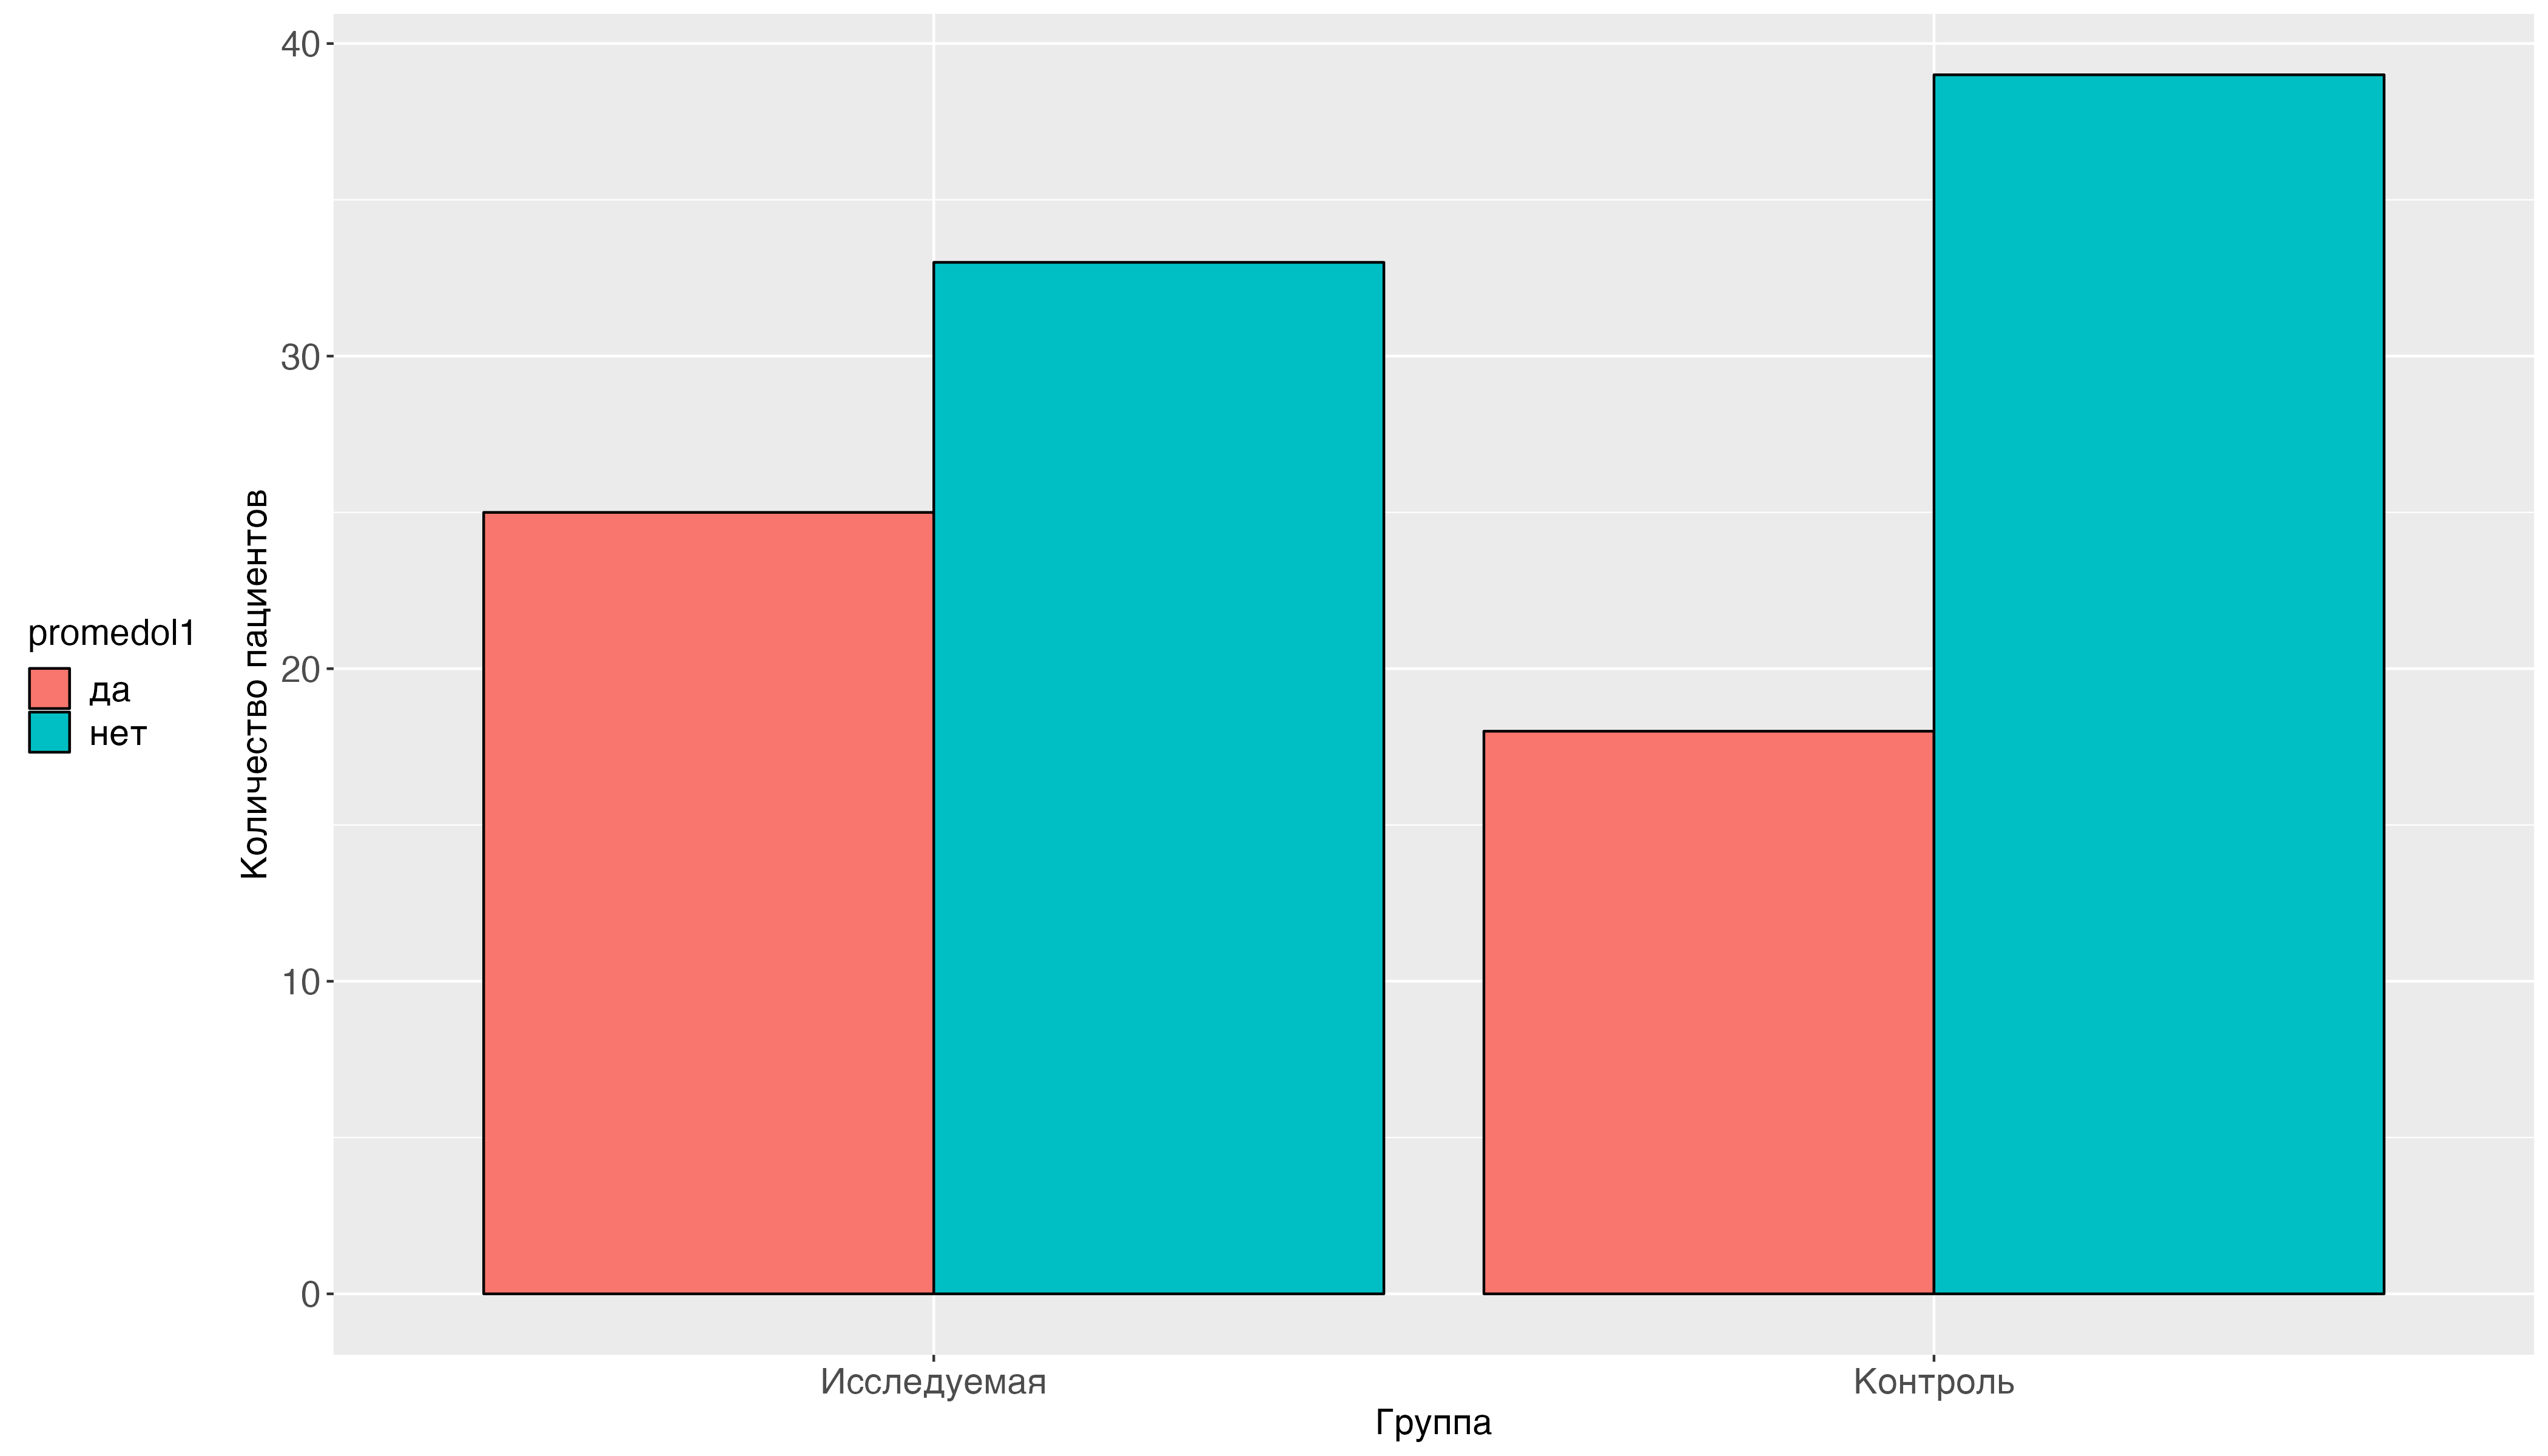 promedol1
да
нет
Количество пациентов
40
30
20
10
0
Исследуемая
Контроль
Группа